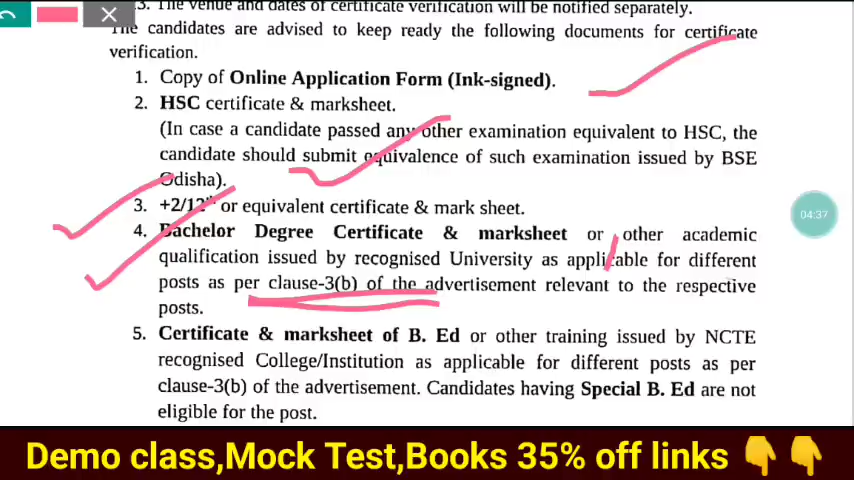 13. The venue and dates of certificate verification will be notified separately.
The candidates are advised to keep ready the following documents for certificate
verification.
1. Copy of Online Application Form (Ink-signed).
2. HSC certificate & marksheet.
(In case a candidate passed any other examination equivalent to HSC, the
candidate should submit equivalence of such examination issued by BSE
Odisha).
3. +2/12th or equivalent certificate & mark sheet.
4. Bachelor Degree Certificate & marksheet or other academic
qualification issued by recognised University as applicable for different
posts as per clause-3(b) of the advertisement relevant to the respective
posts.
5. Certificate & marksheet of B. Ed or other training issued by NCTE
recognised College/Institution as applicable for different posts as per
clause-3(b) of the advertisement. Candidates having Special B. Ed are not
eligible for the post.
04:37
Demo class,Mock Test,Books 35% off links 👇👇